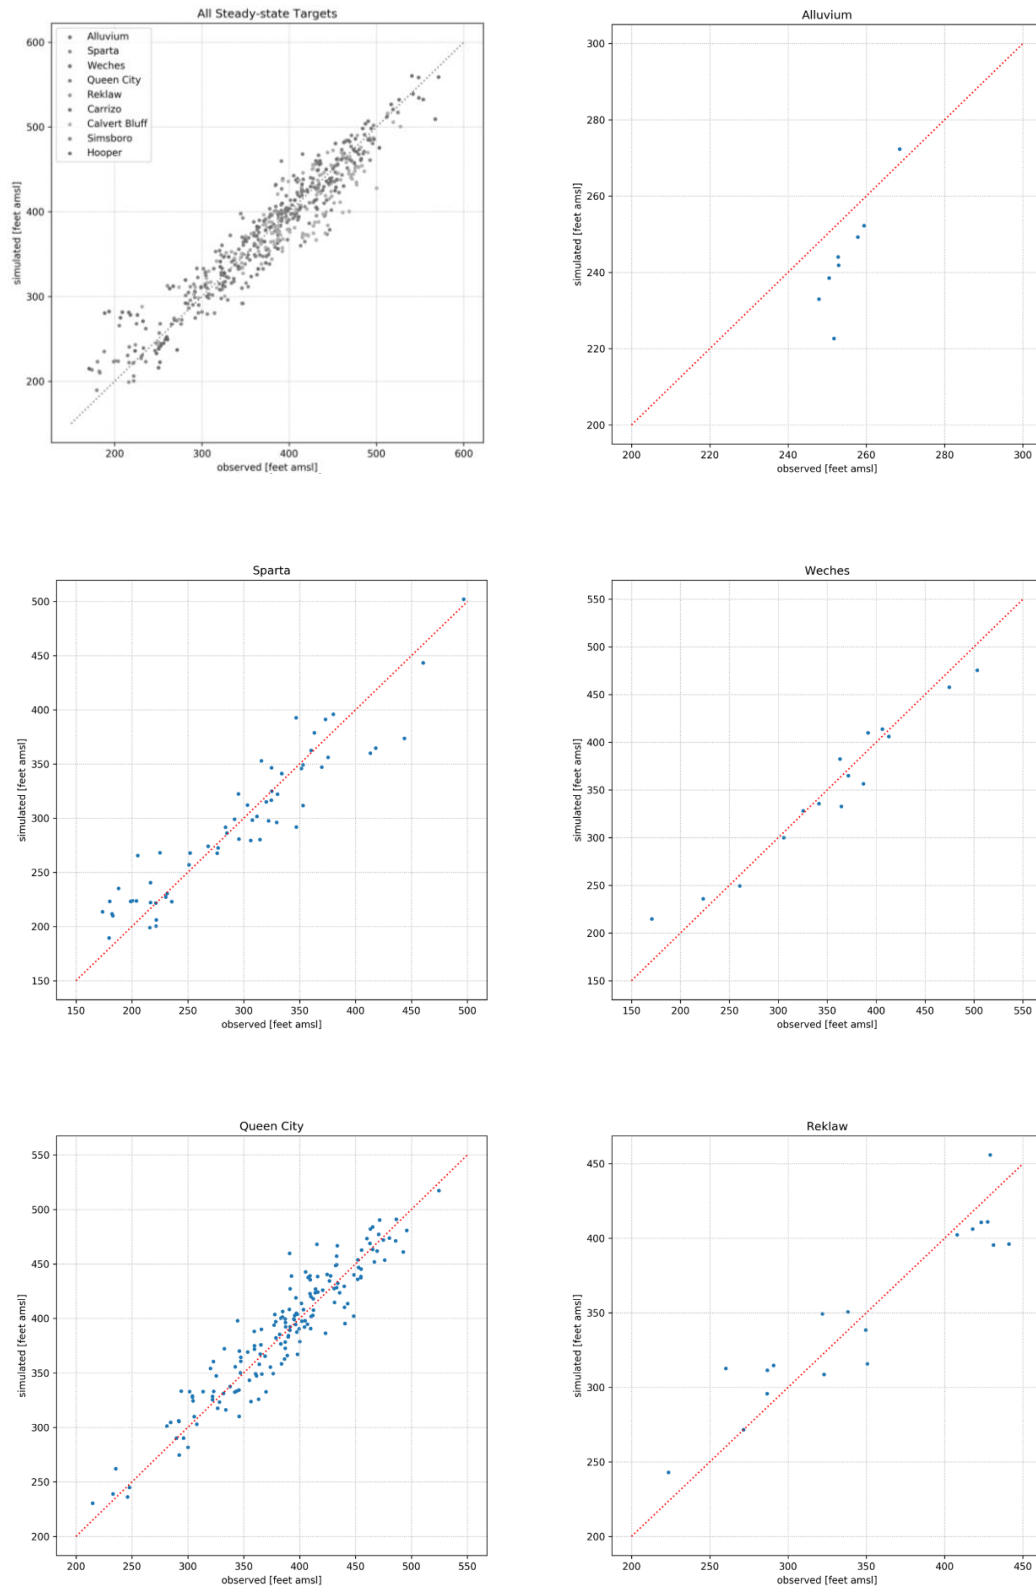 All Steady-state Targets
600
500
400
300
200
simulated [feet amsl]
Alluvium
Sparta
Weches
Queen City
Reklaw
Carrizo
Calvert Bluff
Simsboro
Hooper
200 300 400 500 600
observed [feet amsl]
Alluvium
300
280
260
240
220
200
simulated [feet amsl]
200 220 240 260 280 300
observed [feet amsl]
Sparta
500
450
400
350
300
250
200
150
simulated [feet amsl]
150 200 250 300 350 400 450 500
observed [feet amsl]
Weches
550
500
450
400
350
300
250
200
150
simulated [feet amsl]
150 200 250 300 350 400 450 500 550
observed [feet amsl]
Queen City
550
500
450
400
350
300
250
200
simulated [feet amsl]
200 250 300 350 400 450 500 550
observed [feet amsl]
Reklaw
450
400
350
300
250
200
simulated [feet amsl]
200 250 300 350 400 450
observed [feet amsl]